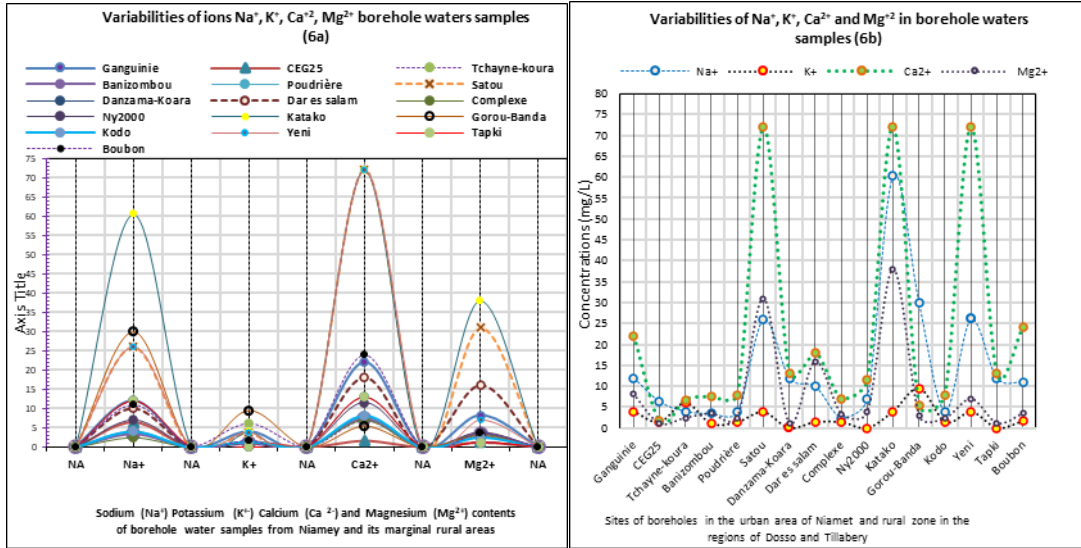 Variabilities of ions Na⁺, K⁺, Ca⁺², Mg²⁺ borehole waters samples
(6a)
Ganguinie CEG25 Tchayne-koura
Banizombou Poudrière Satou
Danzama-Koara Dar es salam Complexe
Ny2000 Katako Gorou-Banda
Kodo Yeni Tapki
Boubon
75
70
65
60
55
50
45
40
35
30
25
20
15
10
5
0
Axis Title
NA Na+ NA K+ NA Ca2+ NA Mg2+ NA
Sodium (Na⁺) Potassium (K⁺) Calcium (Ca ²⁻) and Magnesium (Mg²⁺) contents
of borehole water samples from Niamey and its marginal rural areas
Variabilities of Na⁺, K⁺, Ca²⁺ and Mg⁺² in borehole waters
samples (6b)
Na+ K+ Ca2+ Mg2+
80
75
70
65
60
55
50
45
40
35
30
25
20
15
10
5
0
Concentrations (mg/L)
Ganguinie
CEG25
Tchayne-koura
Banizombou
Poudrière
Satou
Danzama-Koara
Dar es salam
Complexe
Ny2000
Katako
Gorou-Banda
Kodo
Yeni
Tapki
Boubon
Sites of boreholes in the urban area of Niamet and rural zone in the
regions of Dosso and Tillabery